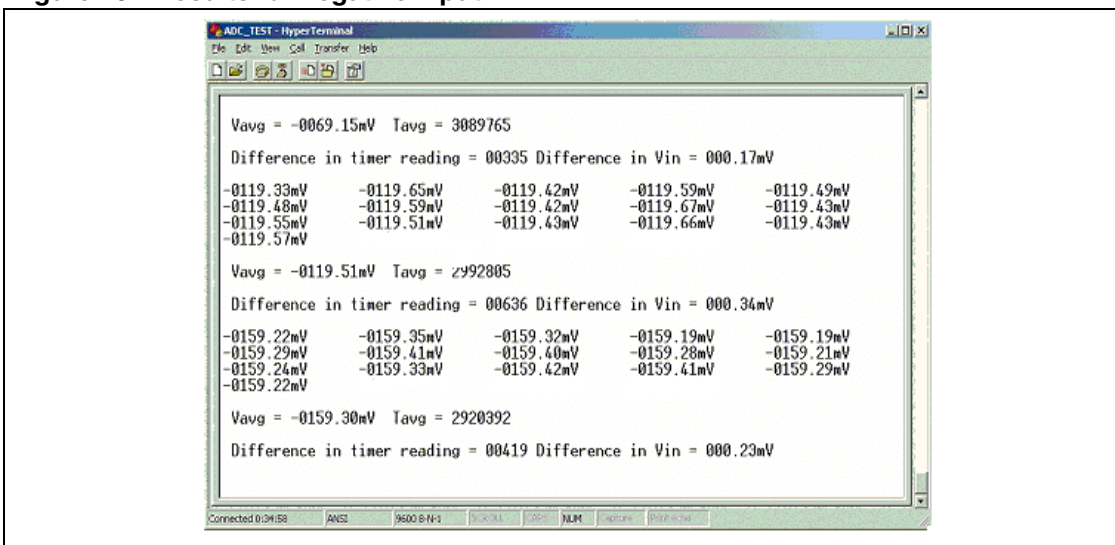 ADC_TEST - HyperTerminal
File Edit View Call Transfer Help
Vavg = -0069.15mV Tavg = 3089765
Difference in timer reading = 00335 Difference in Vin = 000.17mV
-0119.33mV -0119.65mV -0119.42mV -0119.59mV -0119.49mV
-0119.48mV -0119.59mV -0119.42mV -0119.67mV -0119.43mV
-0119.55mV -0119.51mV -0119.43mV -0119.66mV -0119.43mV
-0119.57mV
Vavg = -0119.51mV Tavg = 2992805
Difference in timer reading = 00636 Difference in Vin = 000.34mV
-0159.22mV -0159.35mV -0159.32mV -0159.19mV -0159.19mV
-0159.29mV -0159.41mV -0159.40mV -0159.28mV -0159.21mV
-0159.24mV -0159.33mV -0159.42mV -0159.41mV -0159.29mV
-0159.22mV
Vavg = -0159.30mV Tavg = 2920392
Difference in timer reading = 00419 Difference in Vin = 000.23mV
Connected 0:34:58 ANSI 9600 8-N-1 SCROLL CAPS NUM Capture Print echo